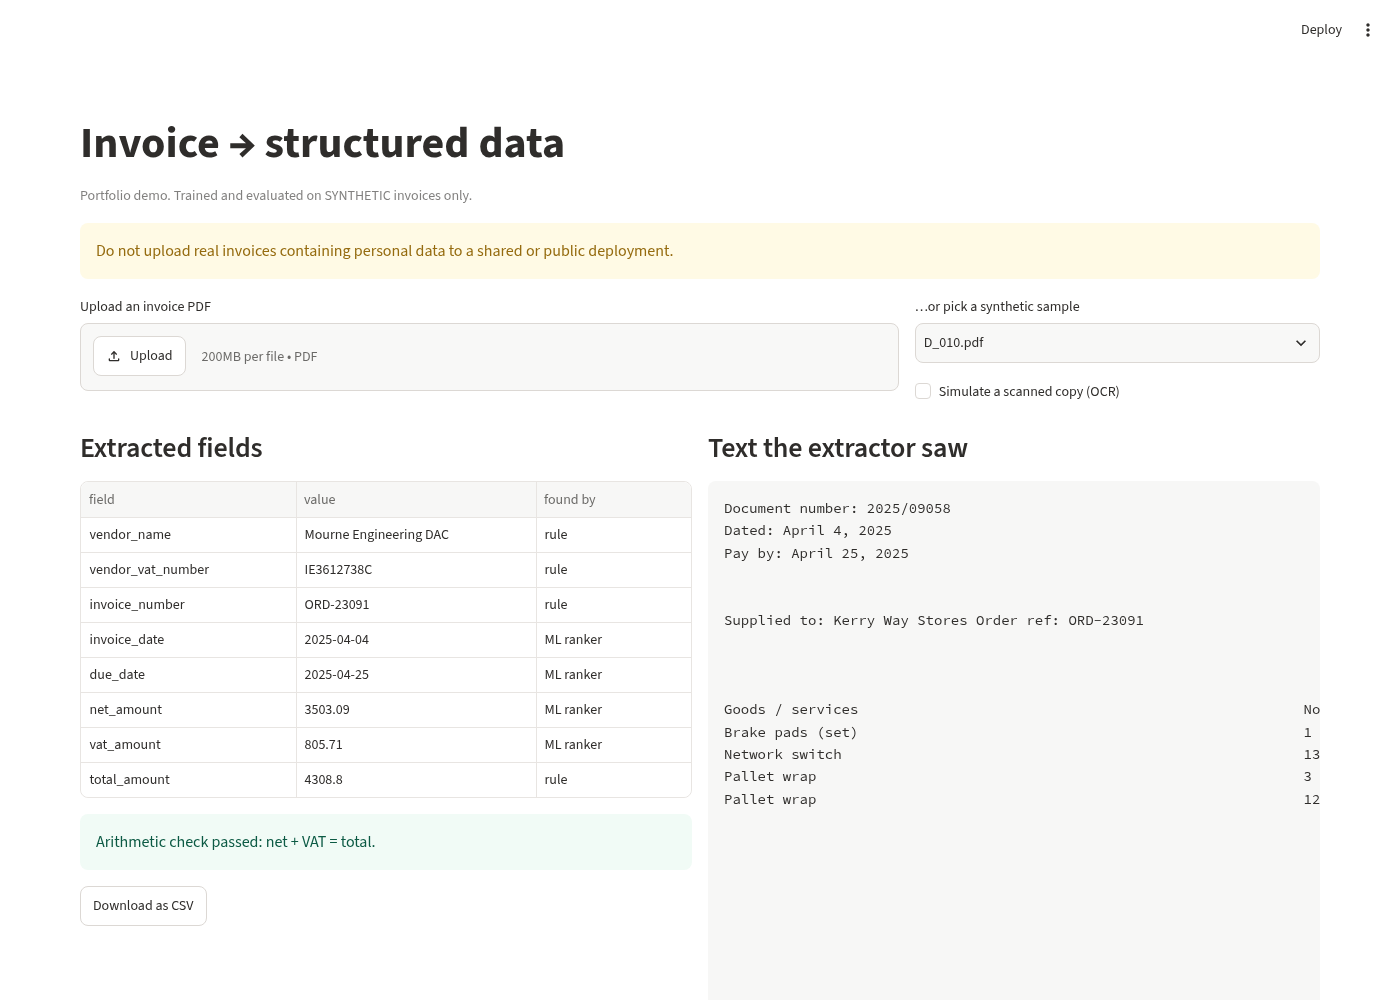 Deploy
Invoice → structured data
Portfolio demo. Trained and evaluated on SYNTHETIC invoices only.
Do not upload real invoices containing personal data to a shared or public deployment.
Upload an invoice PDF
Upload
200MB per file • PDF
…or pick a synthetic sample
D_010.pdf
Simulate a scanned copy (OCR)
Extracted fields
field value found by
vendor_name Mourne Engineering DAC rule
vendor_vat_number IE3612738C rule
invoice_number ORD-23091 rule
invoice_date 2025-04-04 ML ranker
due_date 2025-04-25 ML ranker
net_amount 3503.09 ML ranker
vat_amount 805.71 ML ranker
total_amount 4308.8 rule
Arithmetic check passed: net + VAT = total.
Download as CSV
Text the extractor saw
Document number: 2025/09058
Dated: April 4, 2025
Pay by: April 25, 2025
Supplied to: Kerry Way Stores Order ref: ORD-23091
Goods / services No
Brake pads (set) 1
Network switch 13
Pallet wrap 3
Pallet wrap 12